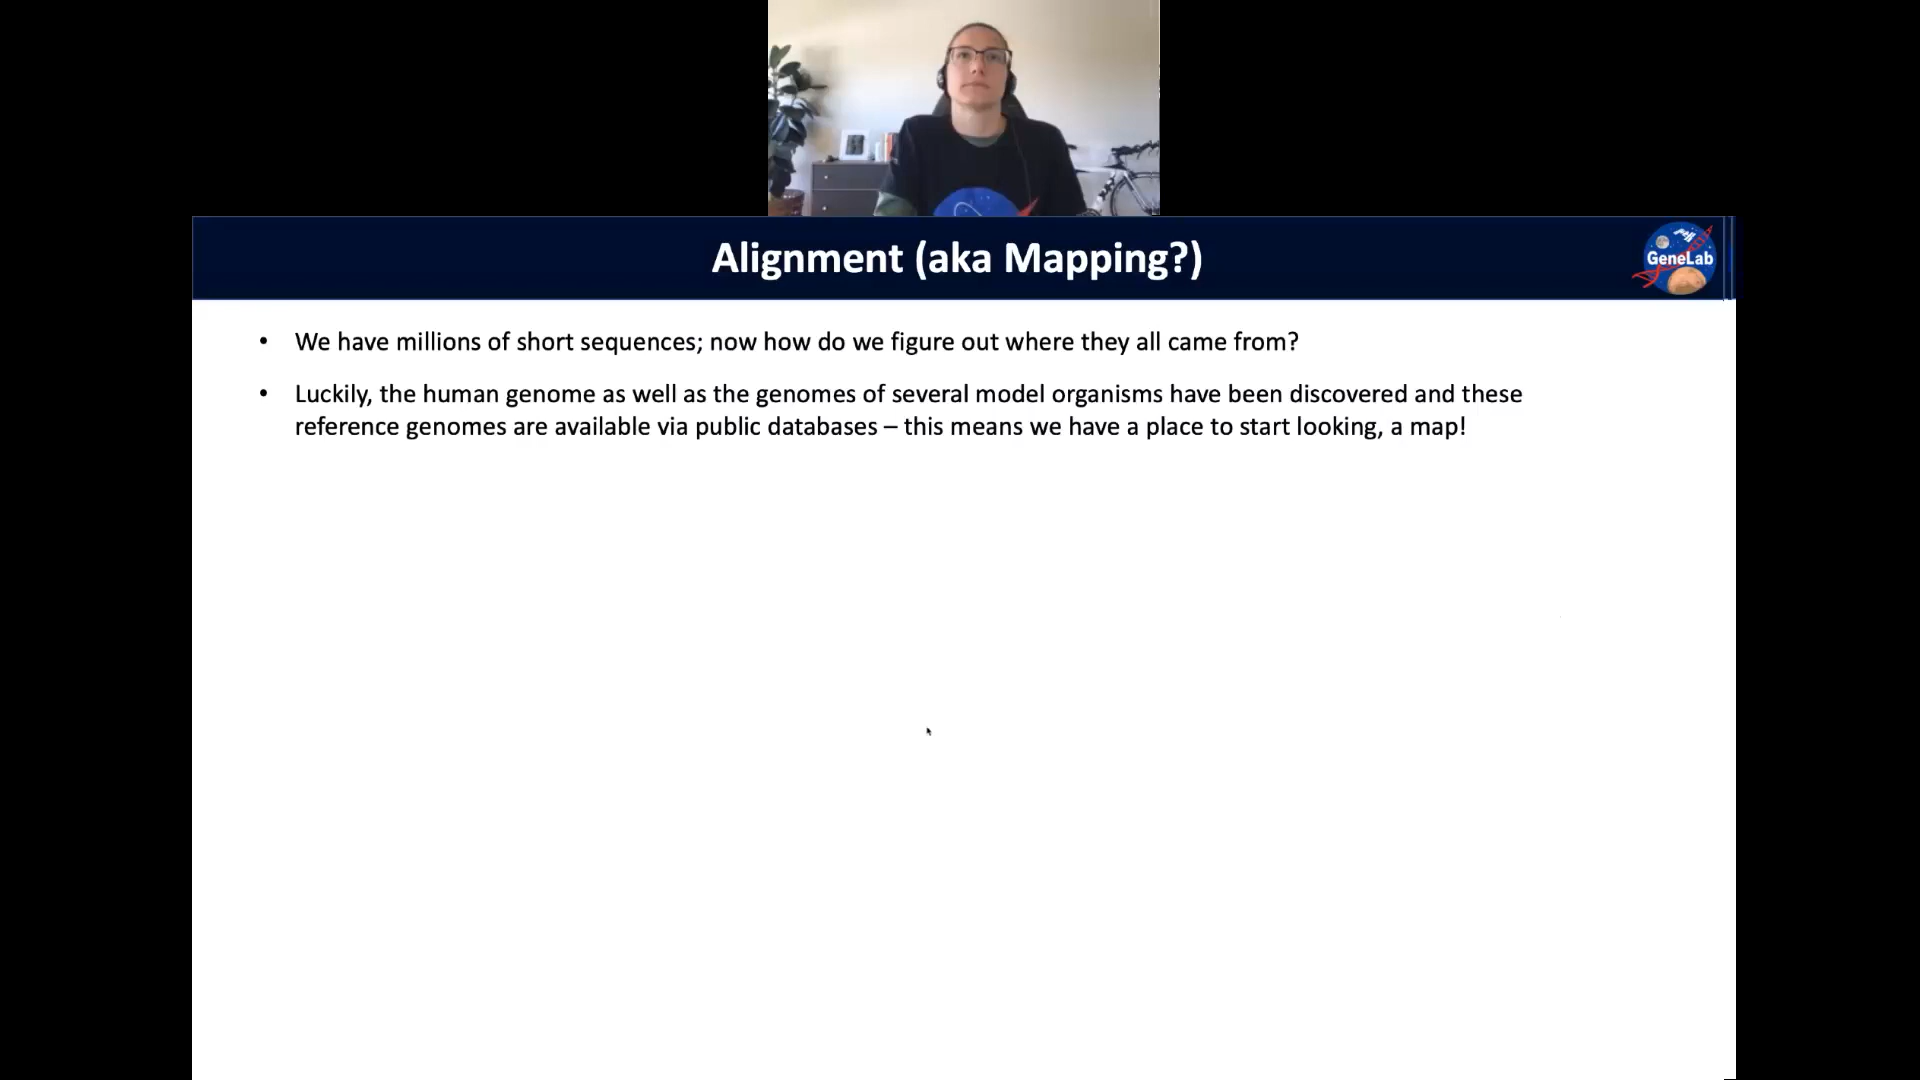 Alignment (aka Mapping?)
GeneLab
• We have millions of short sequences; now how do we figure out where they all came from?
• Luckily, the human genome as well as the genomes of several model organisms have been discovered and these
reference genomes are available via public databases – this means we have a place to start looking, a map!